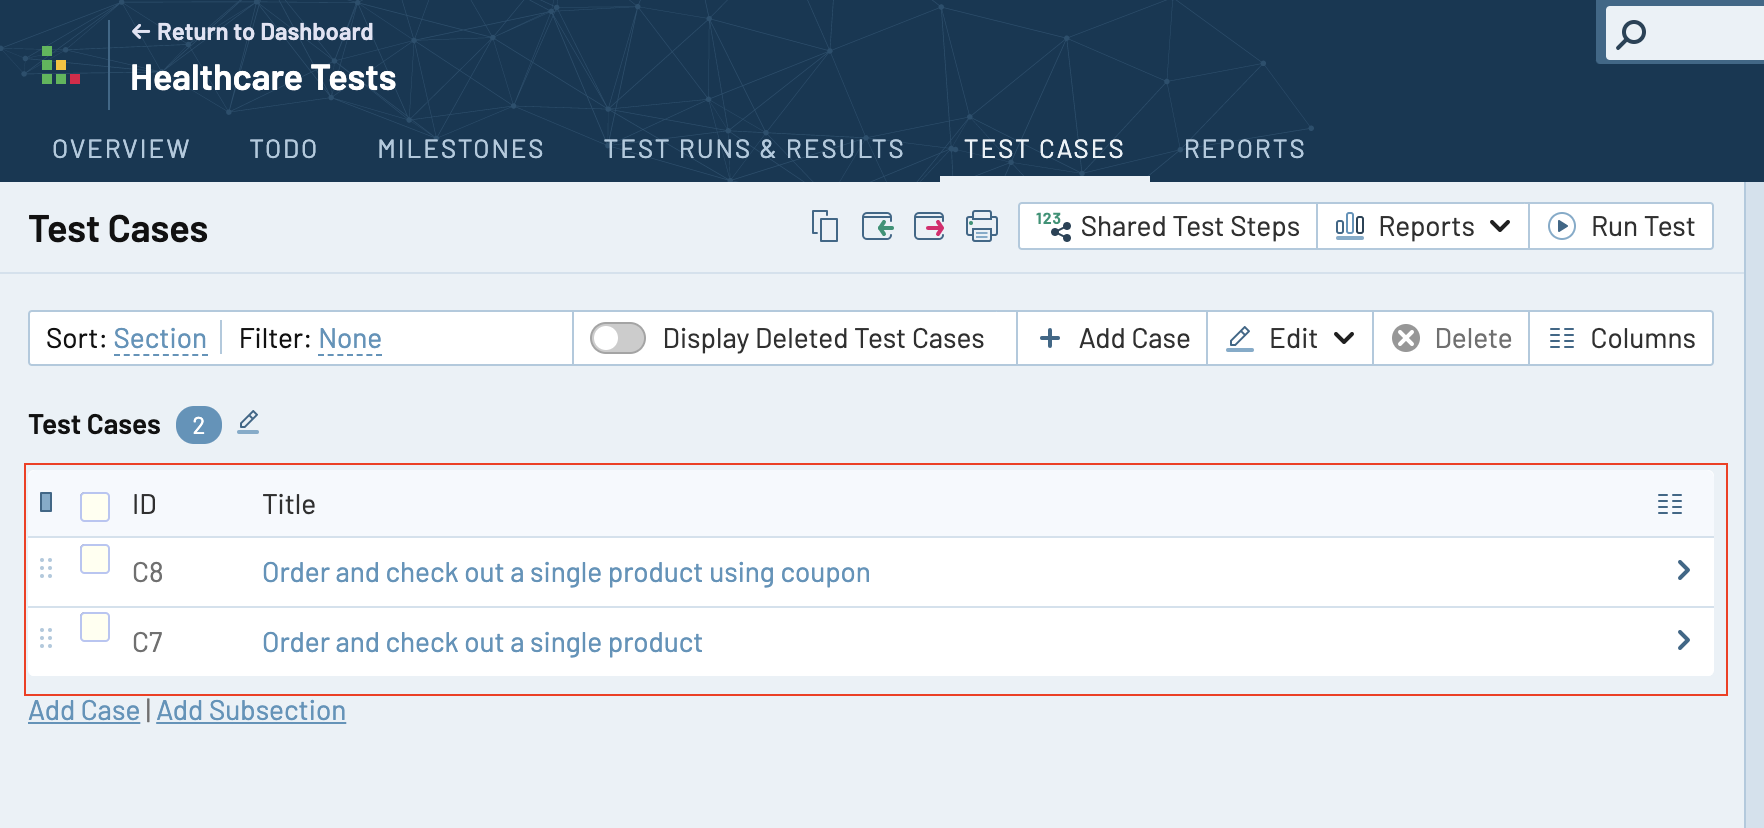 ← Return to Dashboard
Healthcare Tests
OVERVIEW TODO MILESTONES TEST RUNS & RESULTS TEST CASES REPORTS
Test Cases
123 Shared Test Steps Reports Run Test
Sort: Section Filter: None Display Deleted Test Cases + Add Case Edit Delete Columns
Test Cases 2
ID Title
C8 Order and check out a single product using coupon
C7 Order and check out a single product
Add Case | Add Subsection